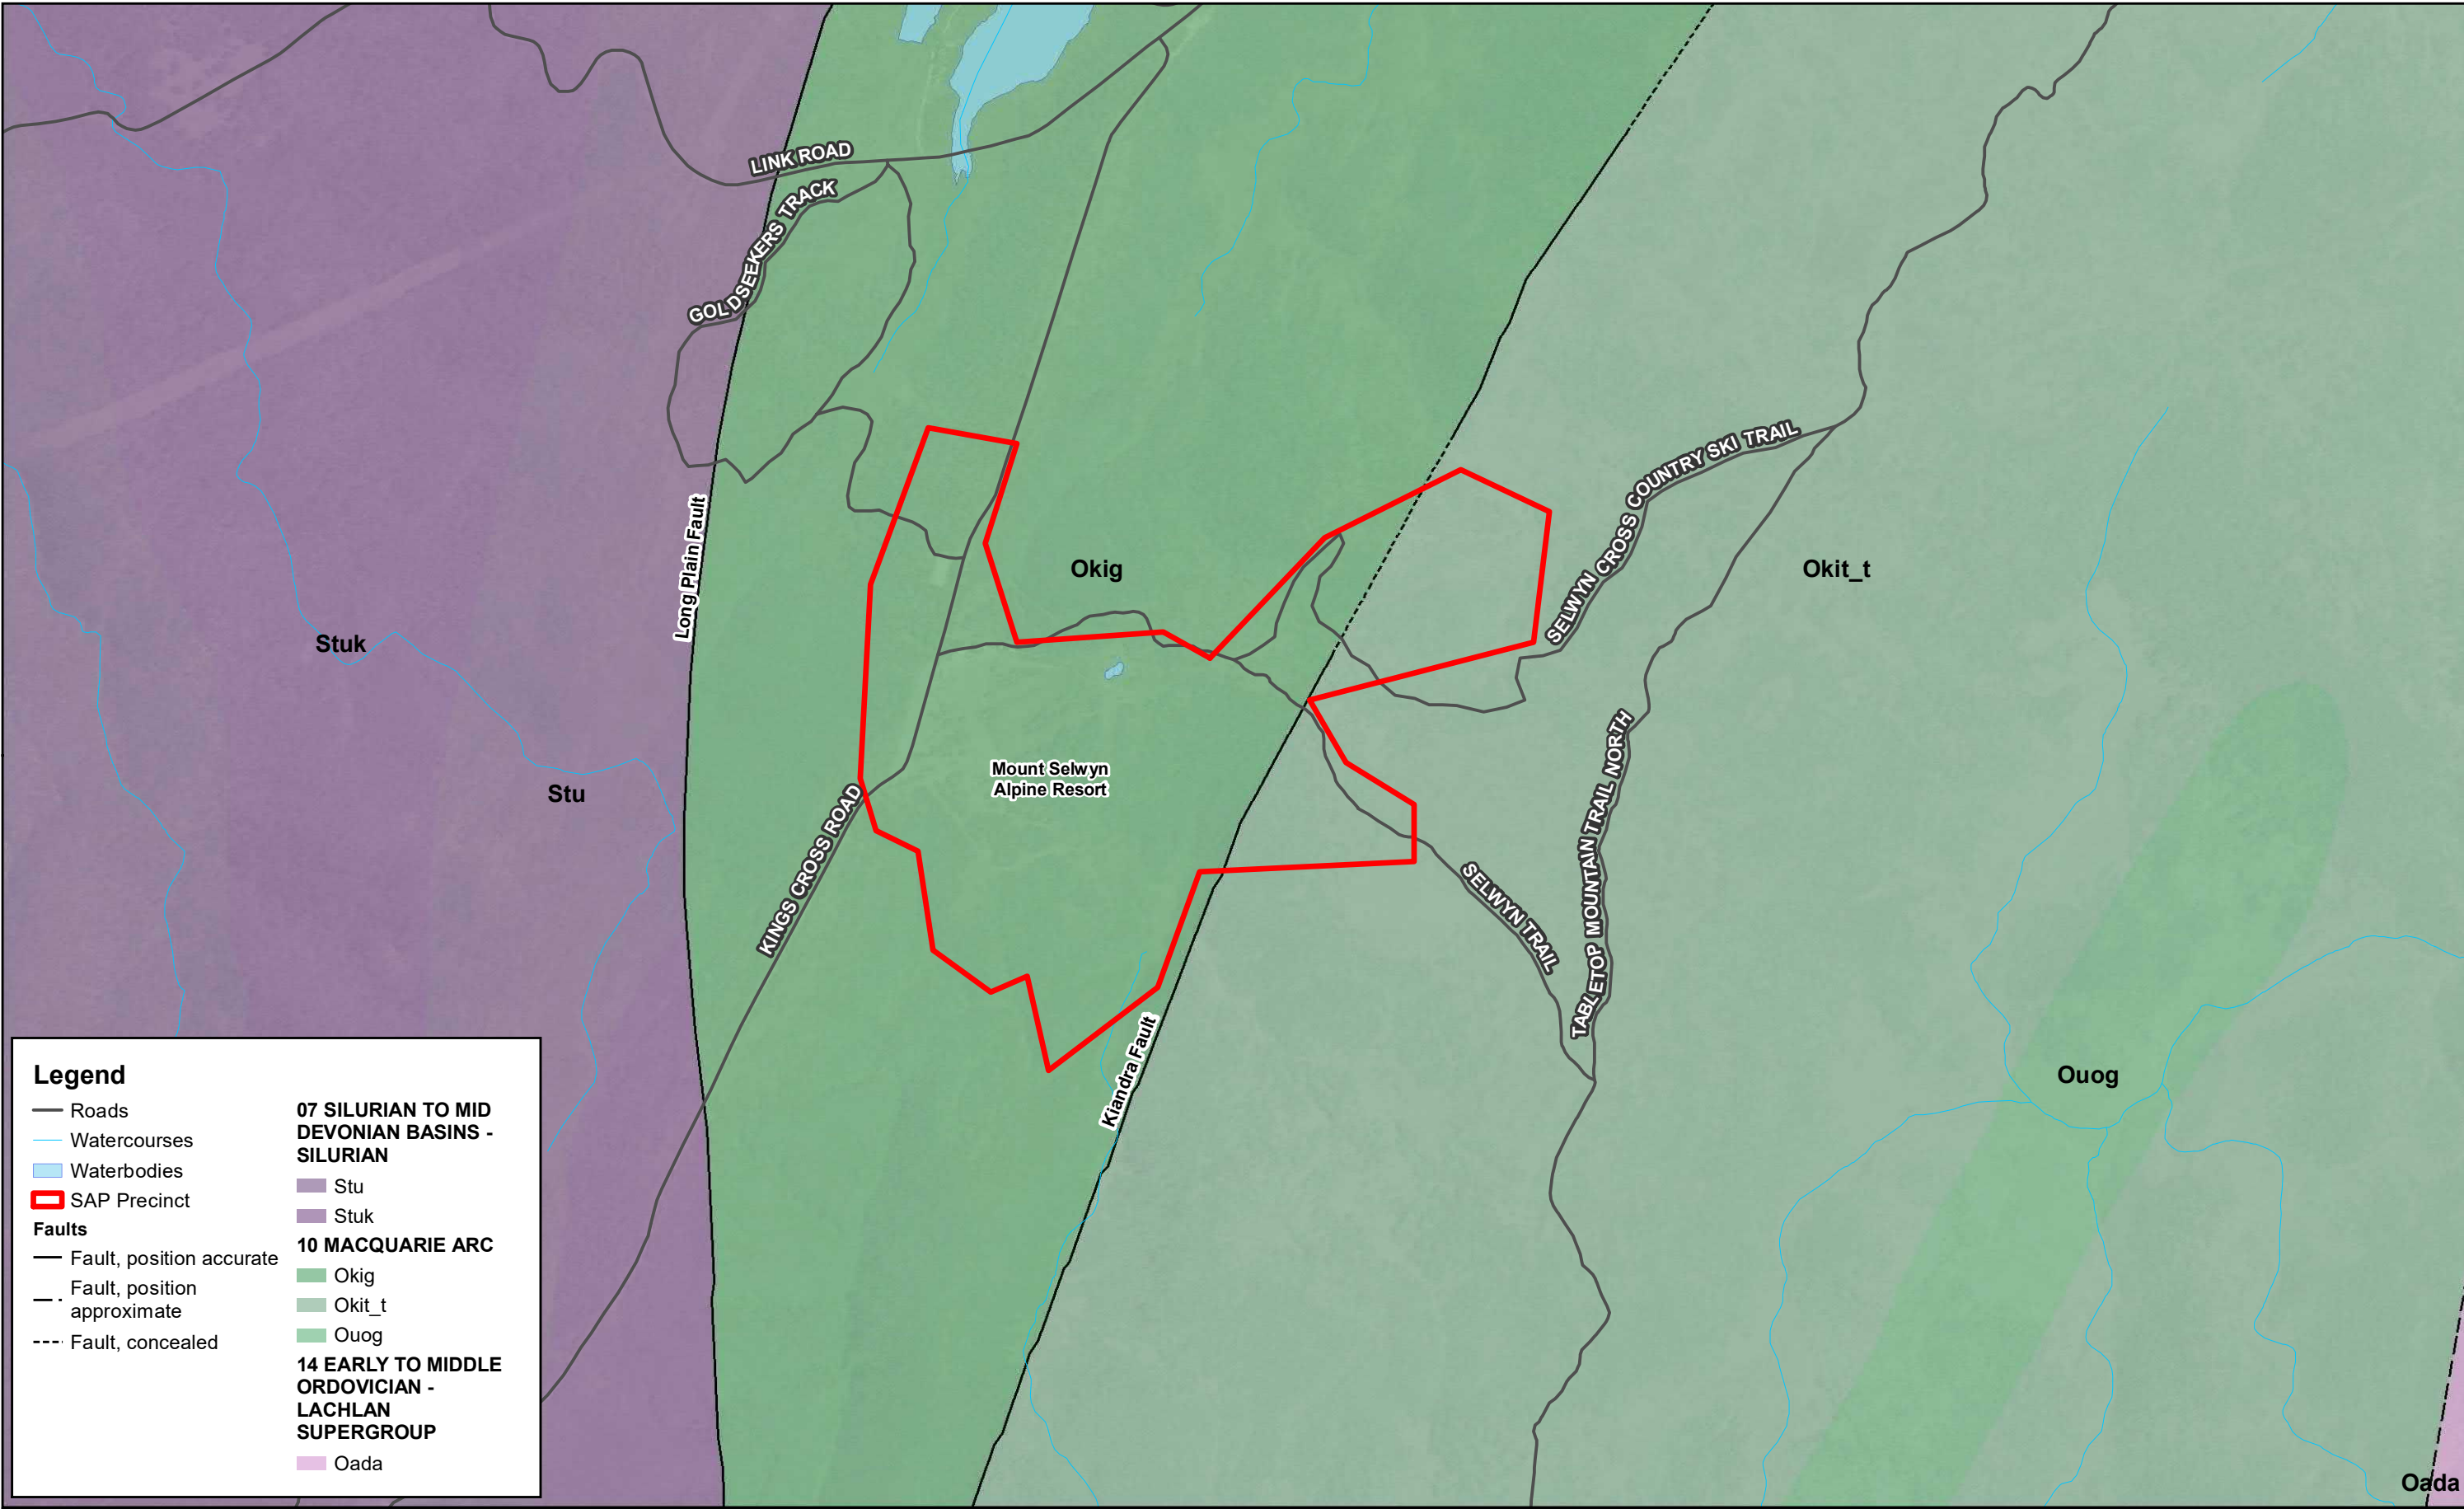 LINK ROAD
GOLDSEEKERS TRACK
Long Plain Fault
Stuk
Stu
Okig
Okit_t
SELWYN CROSS COUNTRY SKI TRAIL
Mount Selwyn
Alpine Resort
KINGS CROSS ROAD
TABLETOP MOUNTAIN TRAIL NORTH
SELWYN TRAIL
Kiandra Fault
Ouog
Oada
Legend
Roads
Watercourses
Waterbodies
SAP Precinct
Faults
Fault, position accurate
Fault, position
approximate
Fault, concealed
07 SILURIAN TO MID
DEVONIAN BASINS -
SILURIAN
Stu
Stuk
10 MACQUARIE ARC
Okig
Okit_t
Ouog
14 EARLY TO MIDDLE
ORDOVICIAN -
LACHLAN
SUPERGROUP
Oada